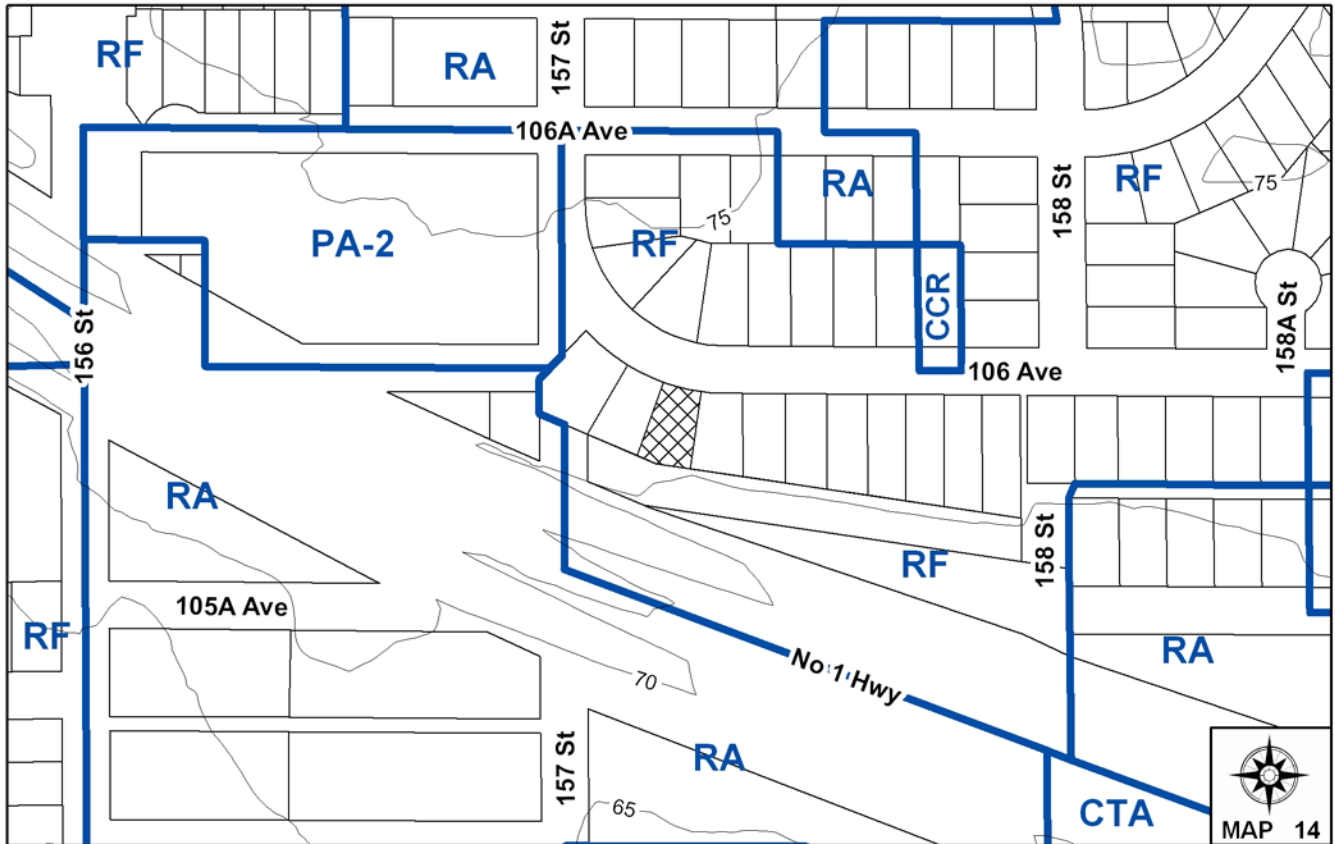 RF
RA
157 St
106A Ave
PA-2
RF
75
RA
158 St
RF
75
CCR
156 St
106 Ave
158A St
RA
RF
158 St
105A Ave
RF
RA
70
No 1 Hwy
157 St
RA
65
CTA
MAP 14